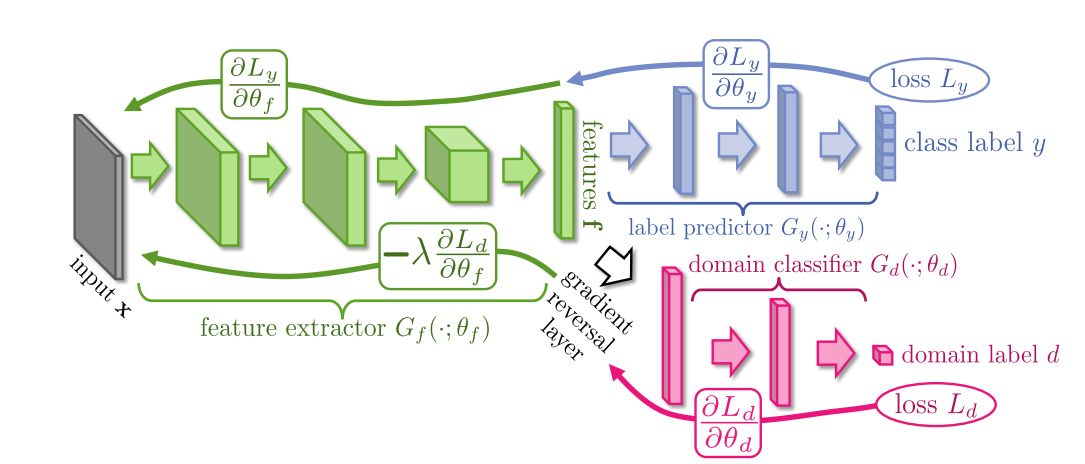 ∂L_y/∂θ_f
∂L_y/∂θ_y
loss L_y
features f
class label y
label predictor G_y(·; θ_y)
−λ ∂L_d/∂θ_f
input x
feature extractor G_f(·; θ_f)
gradient
reversal
layer
domain classifier G_d(·; θ_d)
domain label d
∂L_d/∂θ_d
loss L_d